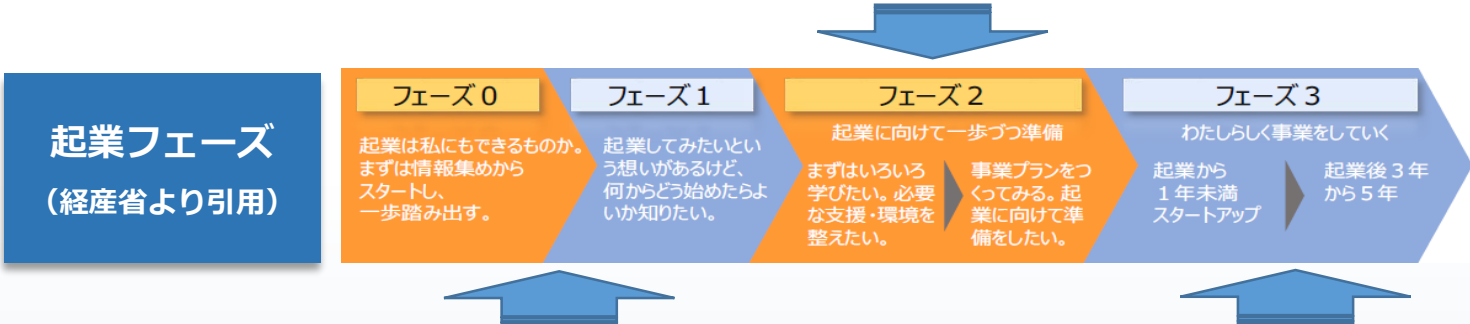 起業フェーズ
（経産省より引用）
フェーズ０
起業は私にもできるものか。
まずは情報集めから
スタートし、
一歩踏み出す。
フェーズ１
起業してみたいとい
う想いがあるけど、
何からどう始めたらよ
いか知りたい。
フェーズ２
起業に向けて一歩づつ準備
まずはいろいろ
学びたい。必要
な支援・環境を
整えたい。
事業プランをつ
くってみる。起
業に向けて準
備をしたい。
フェーズ３
わたしらしく事業をしていく
起業から
１年未満
スタートアップ
起業後３年
から５年